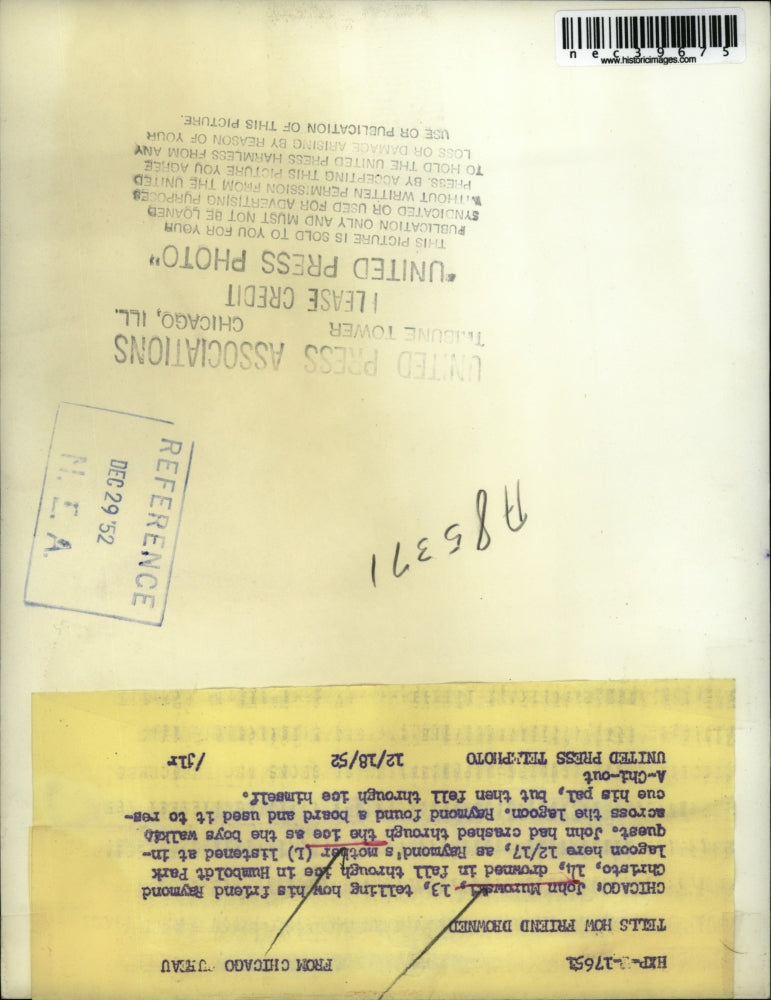 nec39675
www.historicimages.com
HXP-
FROM CHICAGO
TELLS HOW FRIEND DROWNED
CHICAGO: John Murowski, 13, telling how his friend Raymond
Christo, 14, drowned in fall through ice in Humboldt Park
lagoon here 12/17, as Raymond's mother (L) listened at in-
quest. John had crashed through the ice as the boys walked
across the lagoon. Raymond found a board and used it to res-
cue his pal, but then fell through ice himself.
A-Chi-out
UNITED PRESS TELEPHOTO 12/18/52 /jlr
A85371
REFERENCE
DEC 29 '52
N. E. A.
UNITED PRESS ASSOCIATIONS
TRIBUNE TOWER CHICAGO, ILL.
PLEASE CREDIT
"UNITED PRESS PHOTO"
THIS PICTURE IS SOLD TO YOU FOR YOUR
PUBLICATION ONLY AND MUST NOT BE LOANED
SYNDICATED OR USED FOR ADVERTISING PURPOSES
WITHOUT WRITTEN PERMISSION FROM THE UNITED
PRESS. BY ACCEPTING THIS PICTURE YOU AGREE
TO HOLD THE UNITED PRESS HARMLESS FROM ANY
LOSS OR DAMAGE ARISING BY REASON OF YOUR
USE OR PUBLICATION OF THIS PICTURE.